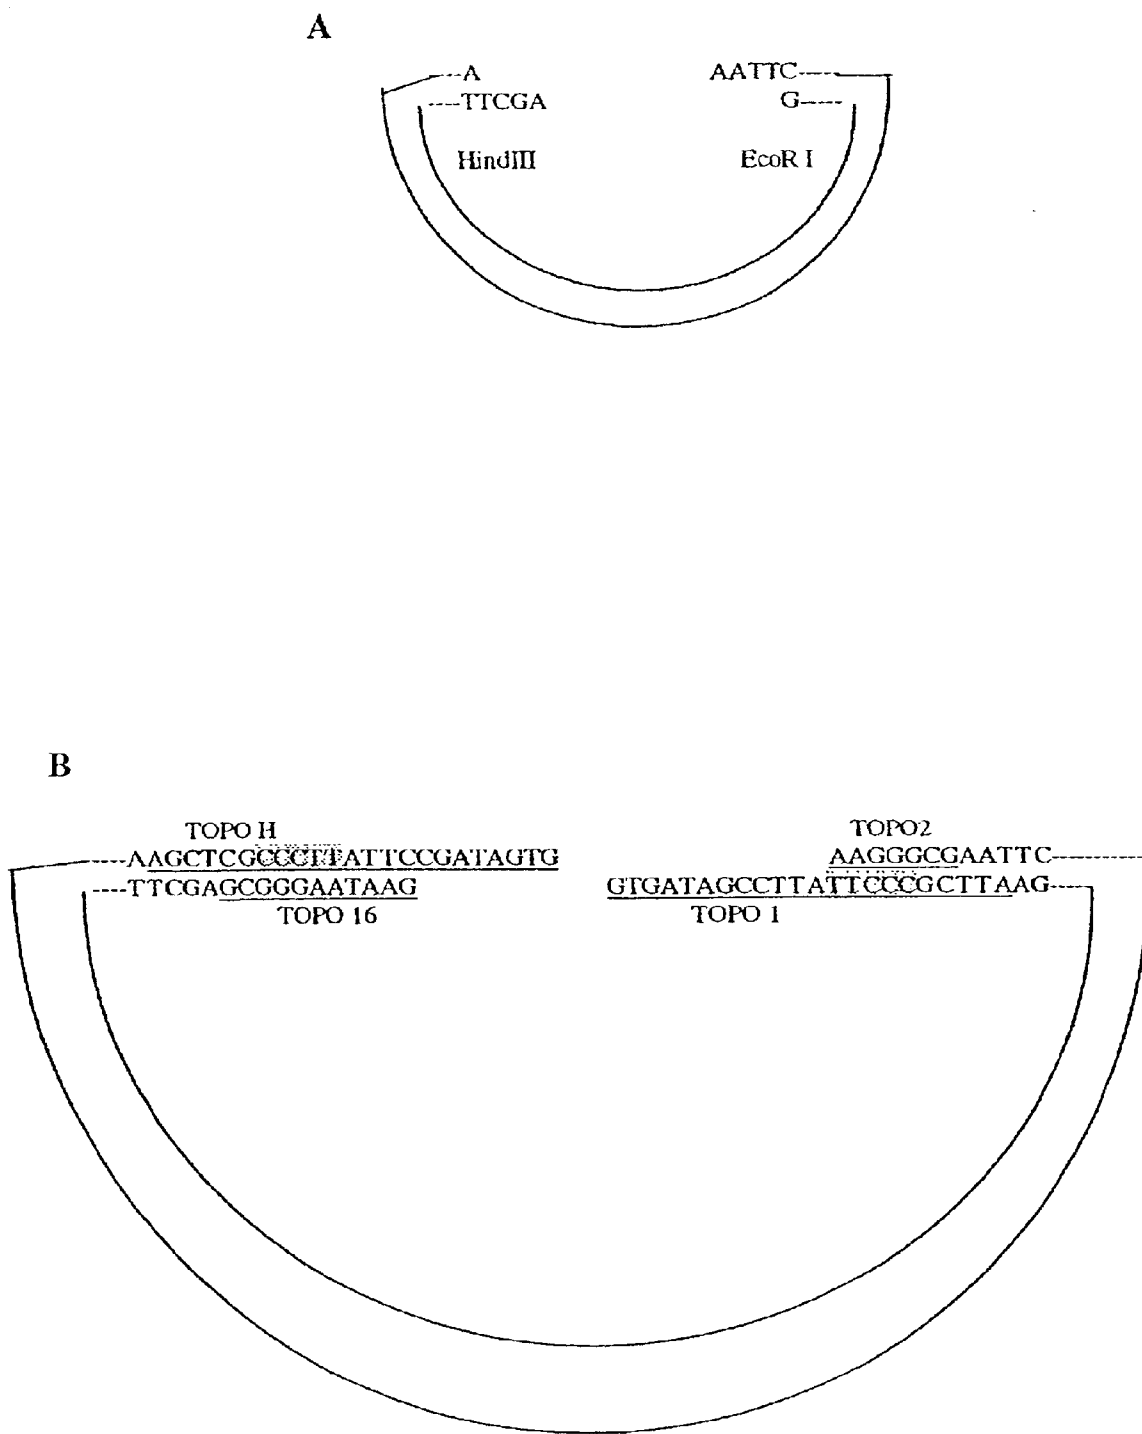 A
----A AATTC-----
----TTCGA G-----
HindIII EcoR I
B
TOPO H TOPO2
----AAGCTCGCCCTTATTCCGATAGTG AAGGGCGAATTC----------
----TTCGAGCGGGAATAAG GTGATAGCCTTATTCCCGCTTAAG-----
TOPO 16 TOPO 1